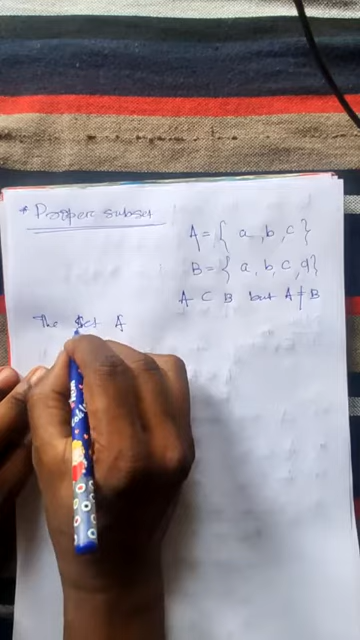 * Proper subset
A = { a, b, c}
B = { a, b, c, d}
A ⊂ B but A ≠ B
The Set A